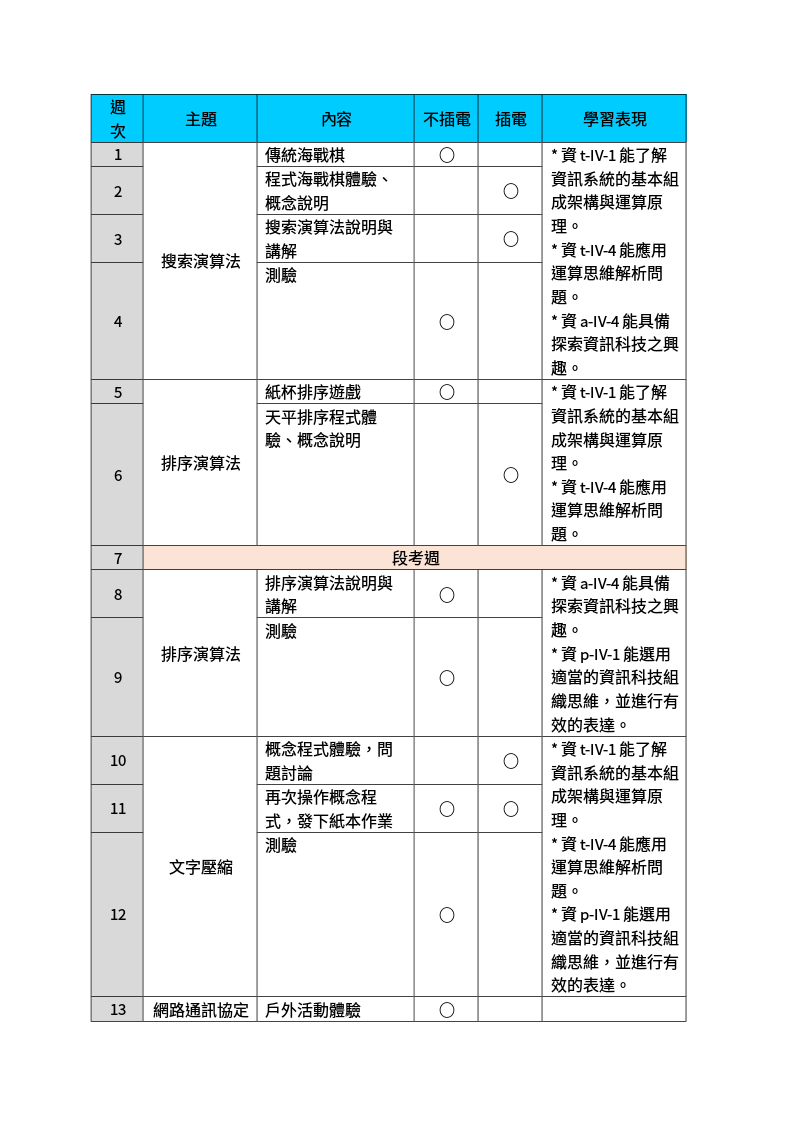 週
次
主題
內容
不插電
插電
學習表現
1
搜索演算法
傳統海戰棋
〇
* 資 t-IV-1 能了解
資訊系統的基本組
成架構與運算原
理。
* 資 t-IV-4 能應用
運算思維解析問
題。
* 資 a-IV-4 能具備
探索資訊科技之興
趣。
2
程式海戰棋體驗、
概念說明
〇
3
搜索演算法說明與
講解
〇
4
測驗
〇
5
排序演算法
紙杯排序遊戲
〇
* 資 t-IV-1 能了解
資訊系統的基本組
成架構與運算原
理。
* 資 t-IV-4 能應用
運算思維解析問
題。
6
天平排序程式體
驗、概念說明
〇
7
段考週
8
排序演算法
排序演算法說明與
講解
〇
* 資 a-IV-4 能具備
探索資訊科技之興
趣。
* 資 p-IV-1 能選用
適當的資訊科技組
織思維，並進行有
效的表達。
9
測驗
〇
10
文字壓縮
概念程式體驗，問
題討論
〇
* 資 t-IV-1 能了解
資訊系統的基本組
成架構與運算原
理。
* 資 t-IV-4 能應用
運算思維解析問
題。
* 資 p-IV-1 能選用
適當的資訊科技組
織思維，並進行有
效的表達。
11
再次操作概念程
式，發下紙本作業
〇
〇
12
測驗
〇
13
網路通訊協定
戶外活動體驗
〇